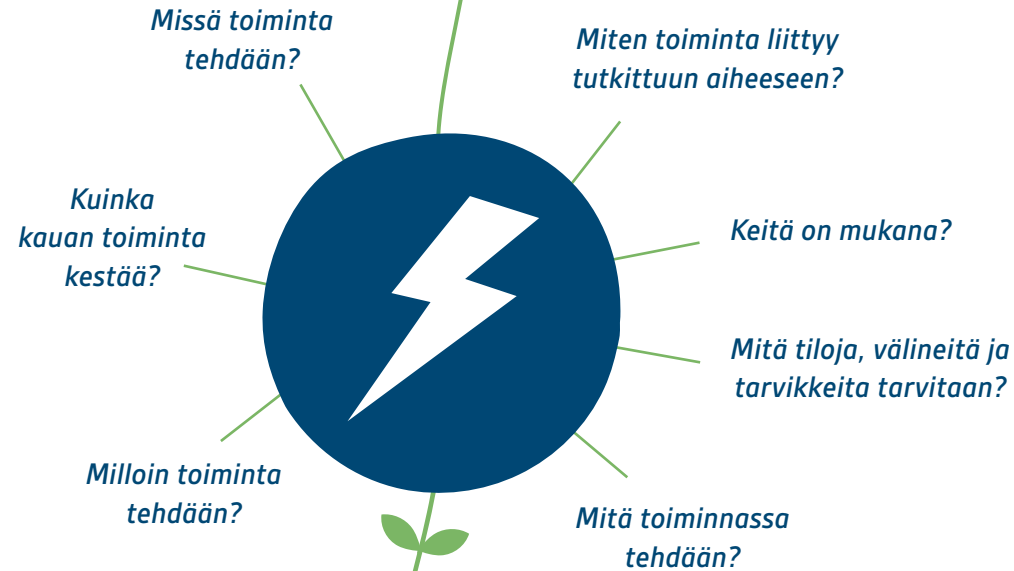 Missä toiminta
tehdään?
Miten toiminta liittyy
tutkittuun aiheeseen?
Kuinka
kauan toiminta
kestää?
Keitä on mukana?
Mitä tiloja, välineitä ja
tarvikkeita tarvitaan?
Milloin toiminta
tehdään?
Mitä toiminnassa
tehdään?